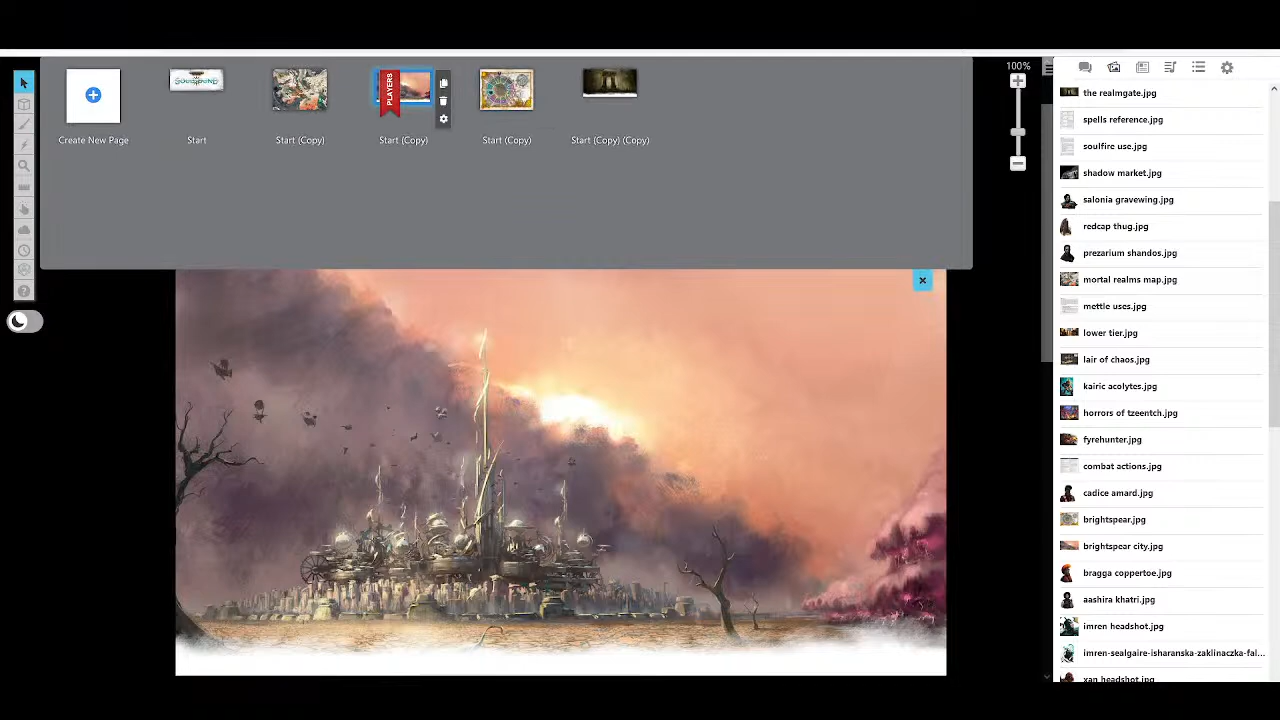 100%
PLAYERS
Create New Page
Start
Start (Copy)
Start (Copy)
Start (Copy)
Start (Copy) (Copy)
the realmgate.jpg
spells reference.jpg
soulfire use.jpg
shadow market.jpg
salonia gravewing.jpg
redcap thug.jpg
prezarium shandos.jpg
mortal realms map.jpg
mettle uses.jpg
lower tier.jpg
lair of chaos.jpg
kairic acolytes.jpg
horrors of tzeentch.jpg
fyrehunter.jpg
combat actions.jpg
cadice amard.jpg
brightspear.jpg
brightspear city.jpg
bragga coppertoe.jpg
aashira khatri.jpg
imren headshot.jpg
imren-sealgaire-isharanska-zaklinaczka-fal...
xan headshot.jpg